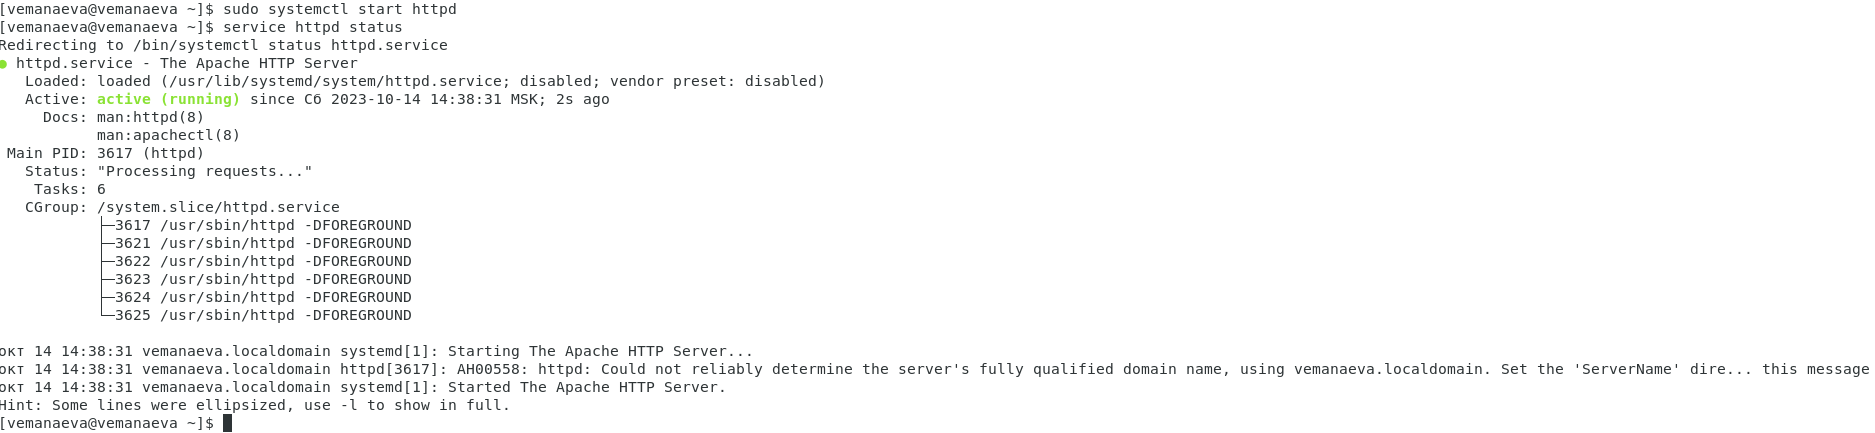 [vemanaeva@vemanaeva ~]$ sudo systemctl start httpd
[vemanaeva@vemanaeva ~]$ service httpd status
Redirecting to /bin/systemctl status httpd.service
● httpd.service - The Apache HTTP Server
   Loaded: loaded (/usr/lib/systemd/system/httpd.service; disabled; vendor preset: disabled)
   Active: active (running) since Сб 2023-10-14 14:38:31 MSK; 2s ago
     Docs: man:httpd(8)
           man:apachectl(8)
 Main PID: 3617 (httpd)
   Status: "Processing requests..."
    Tasks: 6
   CGroup: /system.slice/httpd.service
           ├─3617 /usr/sbin/httpd -DFOREGROUND
           ├─3621 /usr/sbin/httpd -DFOREGROUND
           ├─3622 /usr/sbin/httpd -DFOREGROUND
           ├─3623 /usr/sbin/httpd -DFOREGROUND
           ├─3624 /usr/sbin/httpd -DFOREGROUND
           └─3625 /usr/sbin/httpd -DFOREGROUND

окт 14 14:38:31 vemanaeva.localdomain systemd[1]: Starting The Apache HTTP Server...
окт 14 14:38:31 vemanaeva.localdomain httpd[3617]: AH00558: httpd: Could not reliably determine the server's fully qualified domain name, using vemanaeva.localdomain. Set the 'ServerName' dire... this message
окт 14 14:38:31 vemanaeva.localdomain systemd[1]: Started The Apache HTTP Server.
Hint: Some lines were ellipsized, use -l to show in full.
[vemanaeva@vemanaeva ~]$